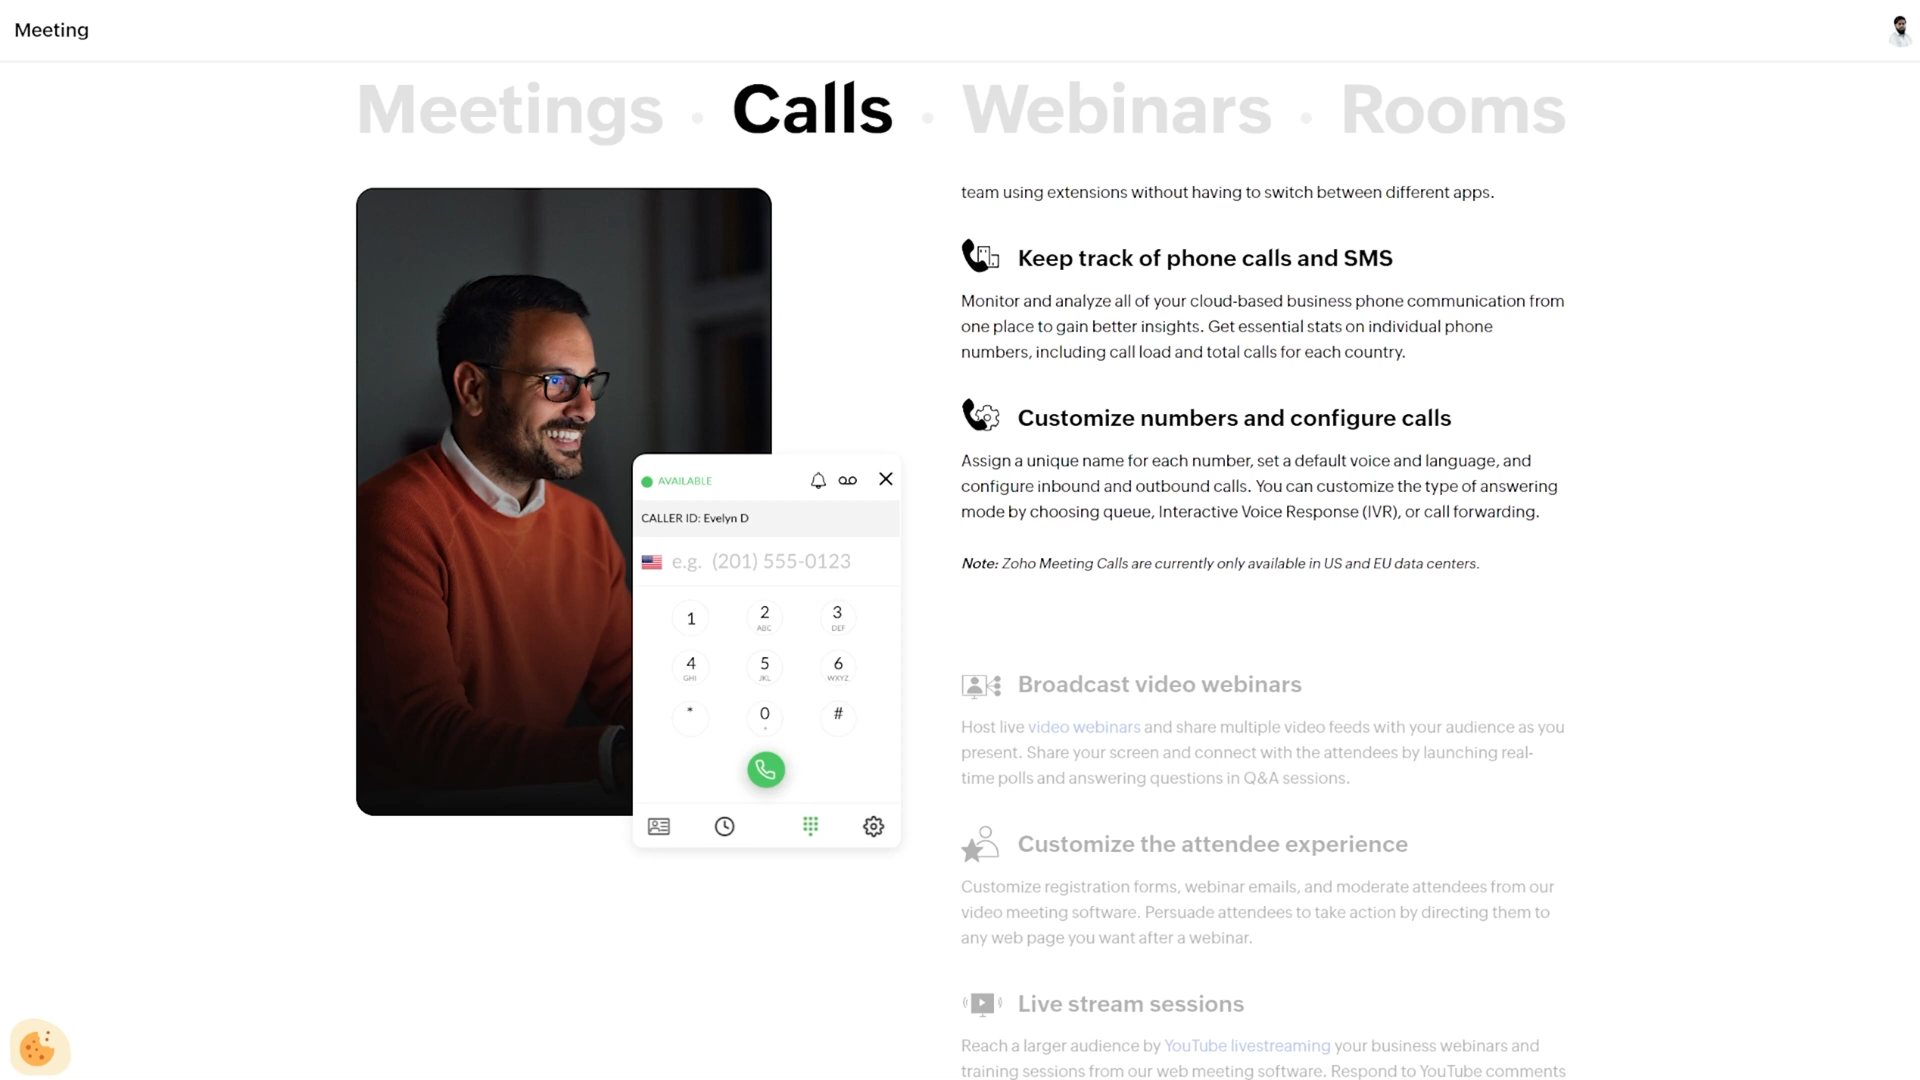 Meeting
Meetings · Calls · Webinars · Rooms
team using extensions without having to switch between different apps.
Keep track of phone calls and SMS
Monitor and analyze all of your cloud-based business phone communication from
one place to gain better insights. Get essential stats on individual phone
numbers, including call load and total calls for each country.
Customize numbers and configure calls
Assign a unique name for each number, set a default voice and language, and
configure inbound and outbound calls. You can customize the type of answering
mode by choosing queue, Interactive Voice Response (IVR), or call forwarding.
Note: Zoho Meeting Calls are currently only available in US and EU data centers.
AVAILABLE
CALLER ID: Evelyn D
e.g. (201) 555-0123
1 2 3
ABC DEF
4 5 6
GHI JKL WXYZ
* 0 #
+
Broadcast video webinars
Host live video webinars and share multiple video feeds with your audience as you
present. Share your screen and connect with the attendees by launching real-
time polls and answering questions in Q&A sessions.
Customize the attendee experience
Customize registration forms, webinar emails, and moderate attendees from our
video meeting software. Persuade attendees to take action by directing them to
any web page you want after a webinar.
Live stream sessions
Reach a larger audience by YouTube livestreaming your business webinars and
training sessions from our web meeting software. Respond to YouTube comments